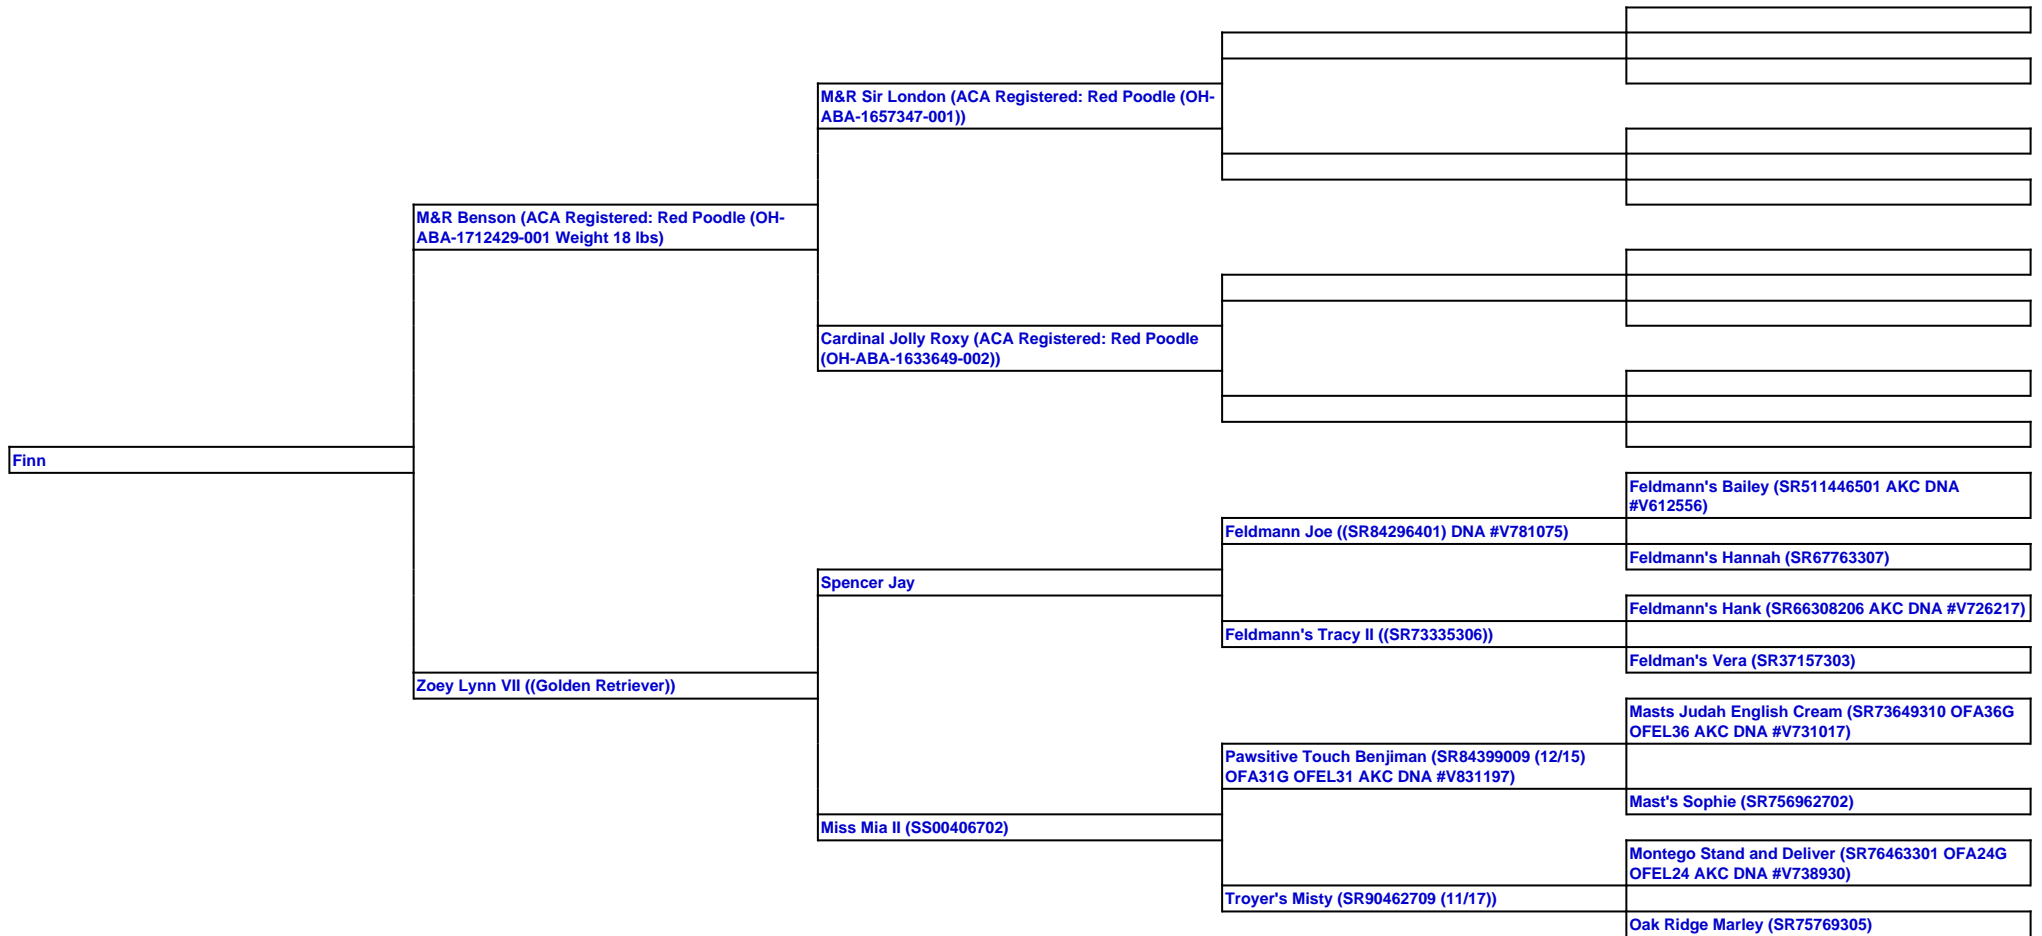 M&R Sir London (ACA Registered: Red Poodle (OH-
ABA-1657347-001))
M&R Benson (ACA Registered: Red Poodle (OH-
ABA-1712429-001 Weight 18 lbs)
Cardinal Jolly Roxy (ACA Registered: Red Poodle
(OH-ABA-1633649-002))
Finn
Feldmann's Bailey (SR511446501 AKC DNA
#V612556)
Feldmann Joe ((SR84296401) DNA #V781075)
Feldmann's Hannah (SR67763307)
Spencer Jay
Feldmann's Hank (SR66308206 AKC DNA #V726217)
Feldmann's Tracy II ((SR73335306))
Feldman's Vera (SR37157303)
Zoey Lynn VII ((Golden Retriever))
Masts Judah English Cream (SR73649310 OFA36G
OFEL36 AKC DNA #V731017)
Pawsitive Touch Benjiman (SR84399009 (12/15)
OFA31G OFEL31 AKC DNA #V831197)
Mast's Sophie (SR756962702)
Miss Mia II (SS00406702)
Montego Stand and Deliver (SR76463301 OFA24G
OFEL24 AKC DNA #V738930)
Troyer's Misty (SR90462709 (11/17))
Oak Ridge Marley (SR75769305)